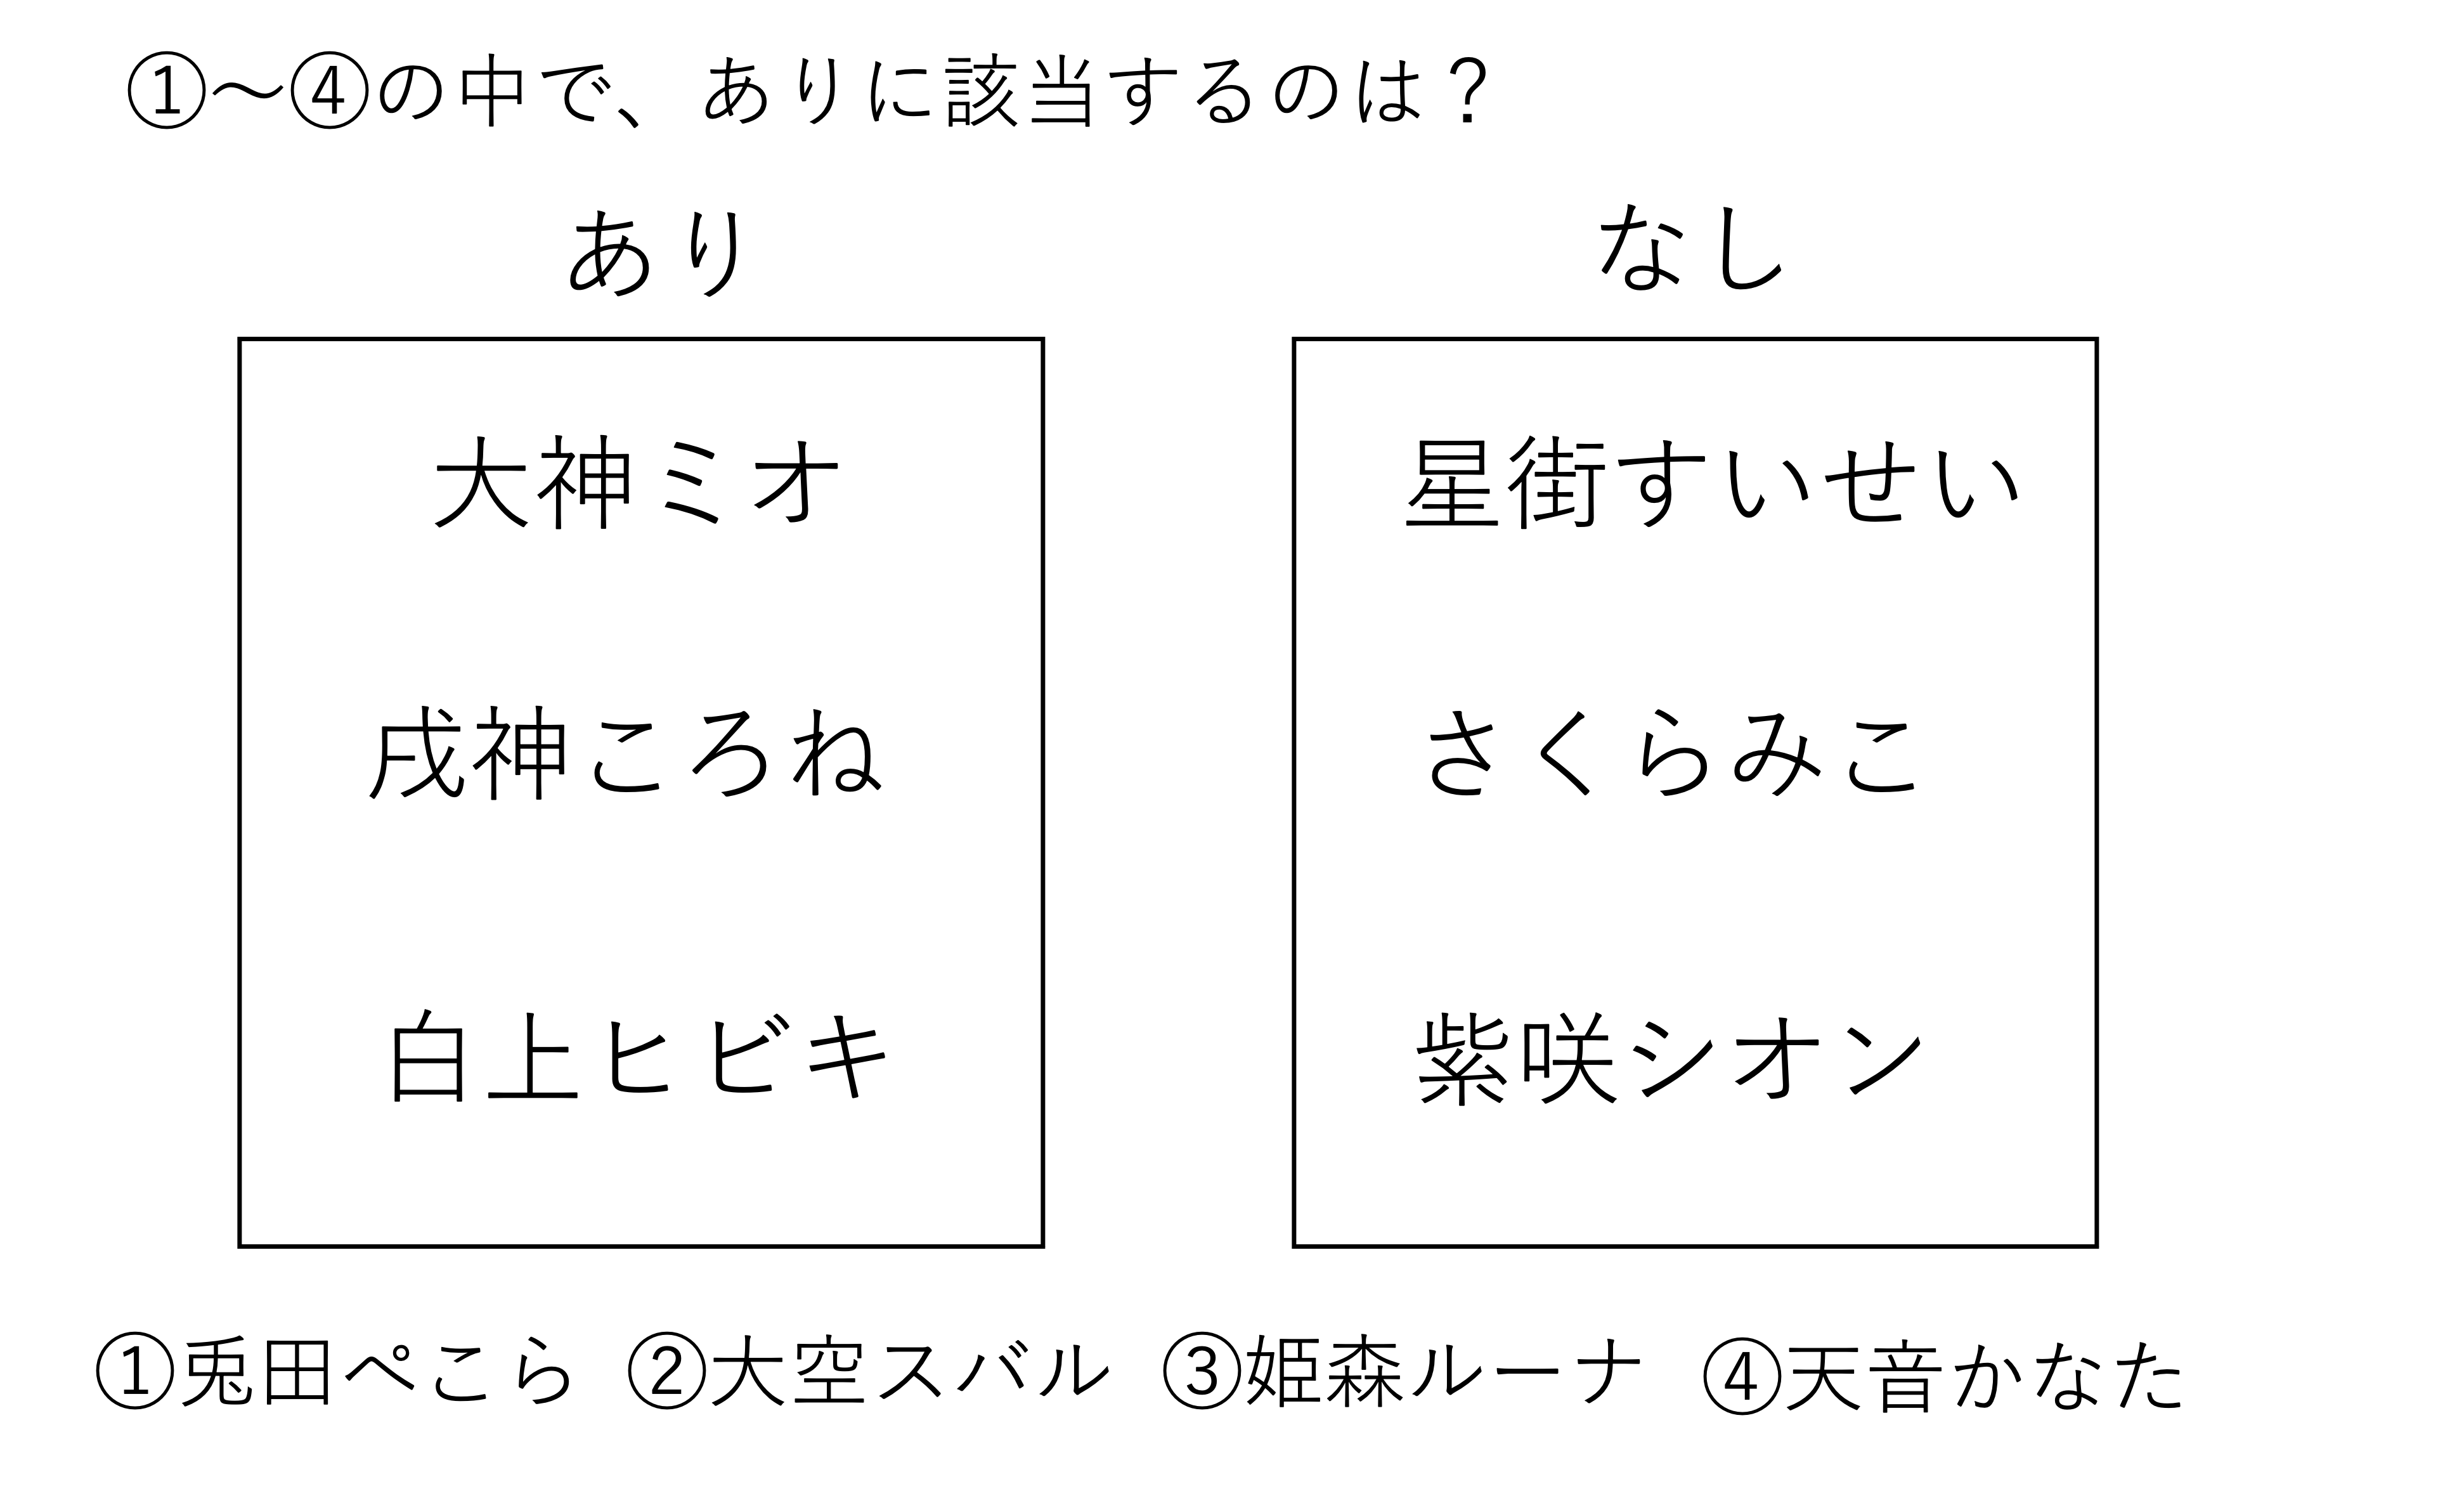 ①～④の中で、ありに該当するのは？
あり
なし
大神ミオ
星街すいせい
戌神ころね
さくらみこ
白上ヒビキ
紫咲シオン
①兎田ぺこら ②大空スバル ③姫森ルーナ ④天音かなた